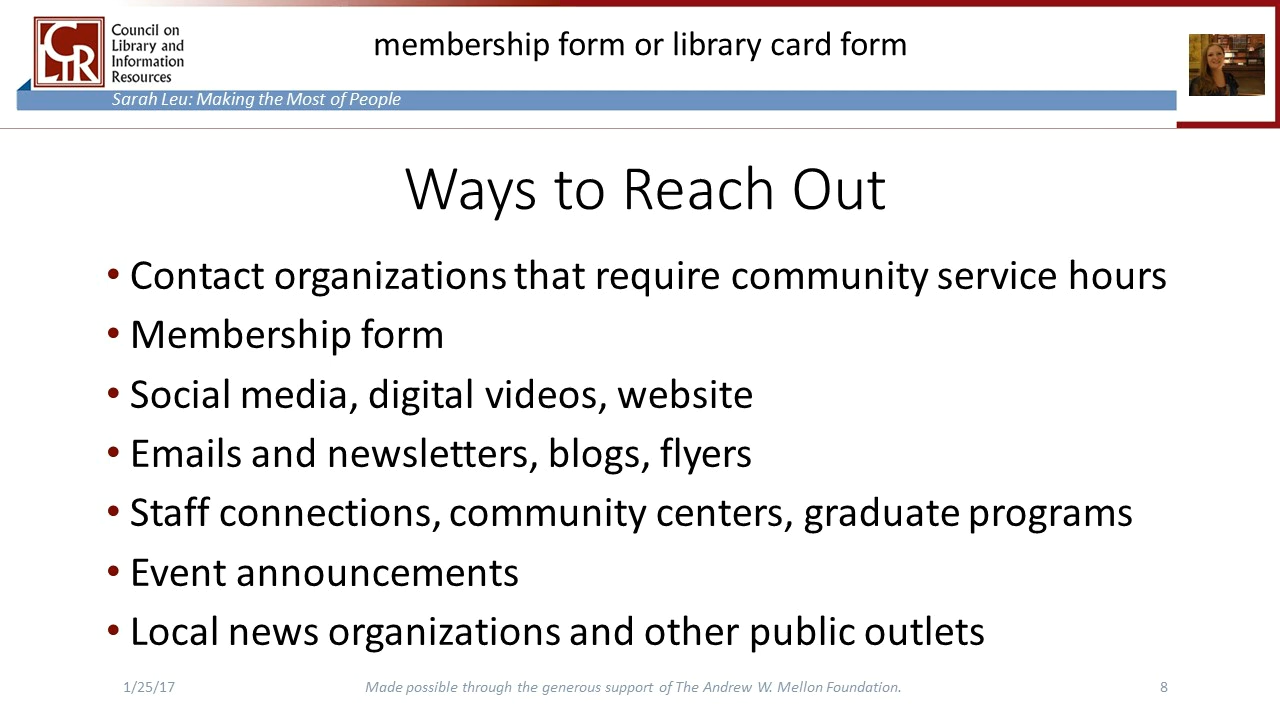 CLIR
Council on
Library and
Information
Resources
membership form or library card form
Sarah Leu: Making the Most of People
Ways to Reach Out
• Contact organizations that require community service hours
• Membership form
• Social media, digital videos, website
• Emails and newsletters, blogs, flyers
• Staff connections, community centers, graduate programs
• Event announcements
• Local news organizations and other public outlets
1/25/17
Made possible through the generous support of The Andrew W. Mellon Foundation.
8